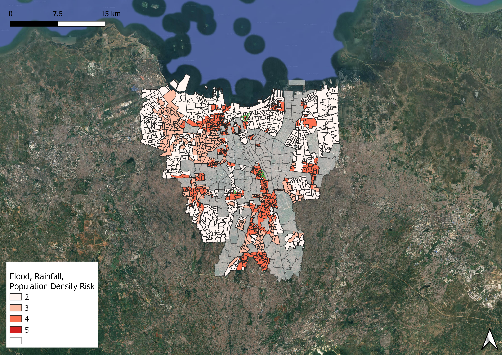 0 7.5 15 km
Flood, Rainfall,
Population Density Risk
2
3
4
5